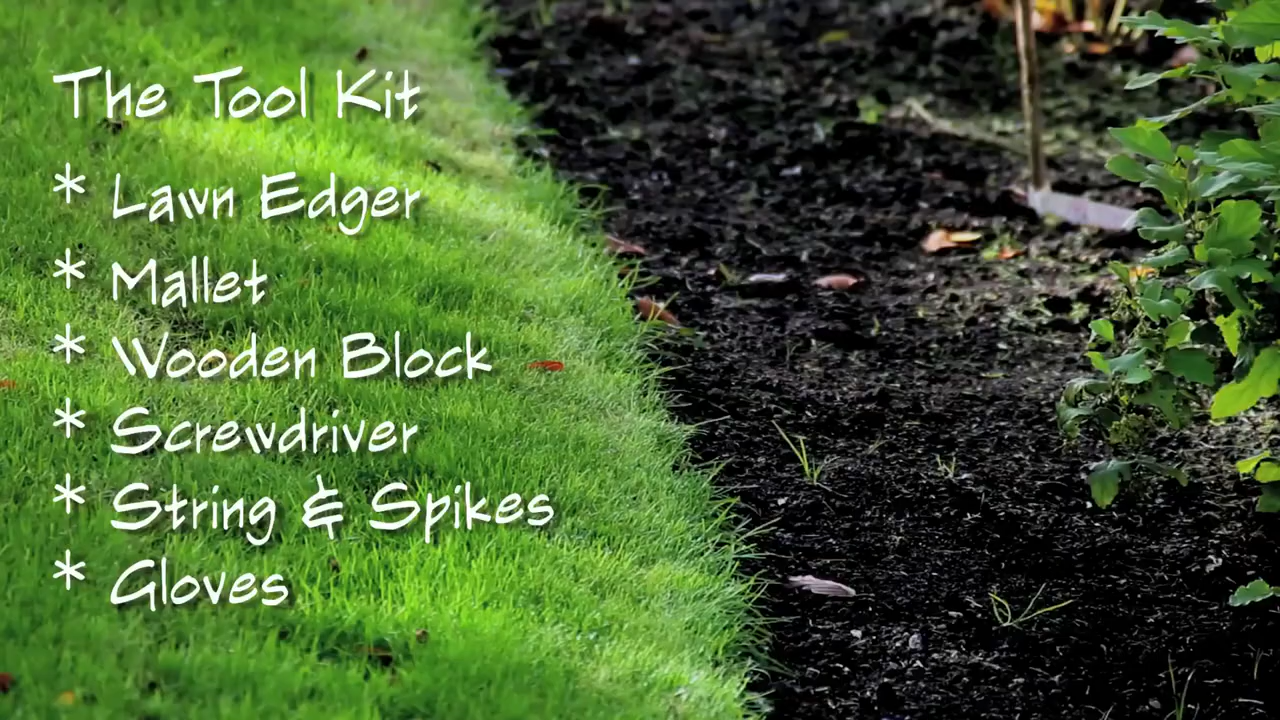 The Tool Kit
* Lawn Edger
* Mallet
* Wooden Block
* Screwdriver
* String & Spikes
* Gloves